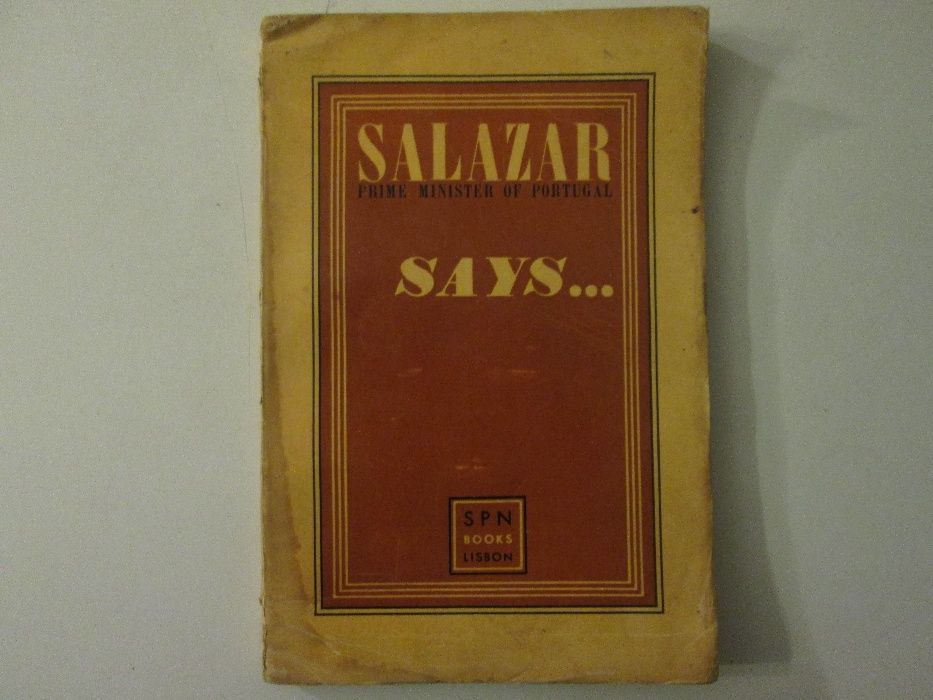 SALAZAR
PRIME MINISTER OF PORTUGAL
SAYS...
SPN
BOOKS
LISBON